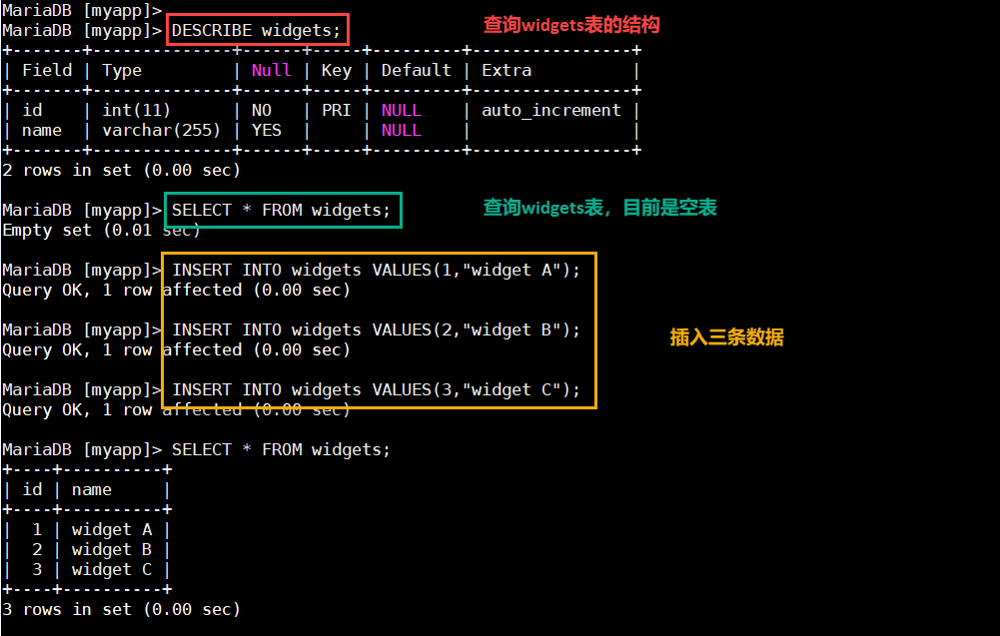 MariaDB [myapp]>
MariaDB [myapp]> DESCRIBE widgets; 查询widgets表的结构
+-------+--------------+------+-----+---------+----------------+
| Field | Type         | Null | Key | Default | Extra          |
+-------+--------------+------+-----+---------+----------------+
| id    | int(11)      | NO   | PRI | NULL    | auto_increment |
| name  | varchar(255) | YES  |     | NULL    |                |
+-------+--------------+------+-----+---------+----------------+
2 rows in set (0.00 sec)
MariaDB [myapp]> SELECT * FROM widgets; 查询widgets表，目前是空表
Empty set (0.01 sec)
MariaDB [myapp]> INSERT INTO widgets VALUES(1,"widget A");
Query OK, 1 row affected (0.00 sec)
MariaDB [myapp]> INSERT INTO widgets VALUES(2,"widget B");
插入三条数据
Query OK, 1 row affected (0.00 sec)
MariaDB [myapp]> INSERT INTO widgets VALUES(3,"widget C");
Query OK, 1 row affected (0.00 sec)
MariaDB [myapp]> SELECT * FROM widgets;
+----+----------+
| id | name     |
+----+----------+
|  1 | widget A |
|  2 | widget B |
|  3 | widget C |
+----+----------+
3 rows in set (0.00 sec)